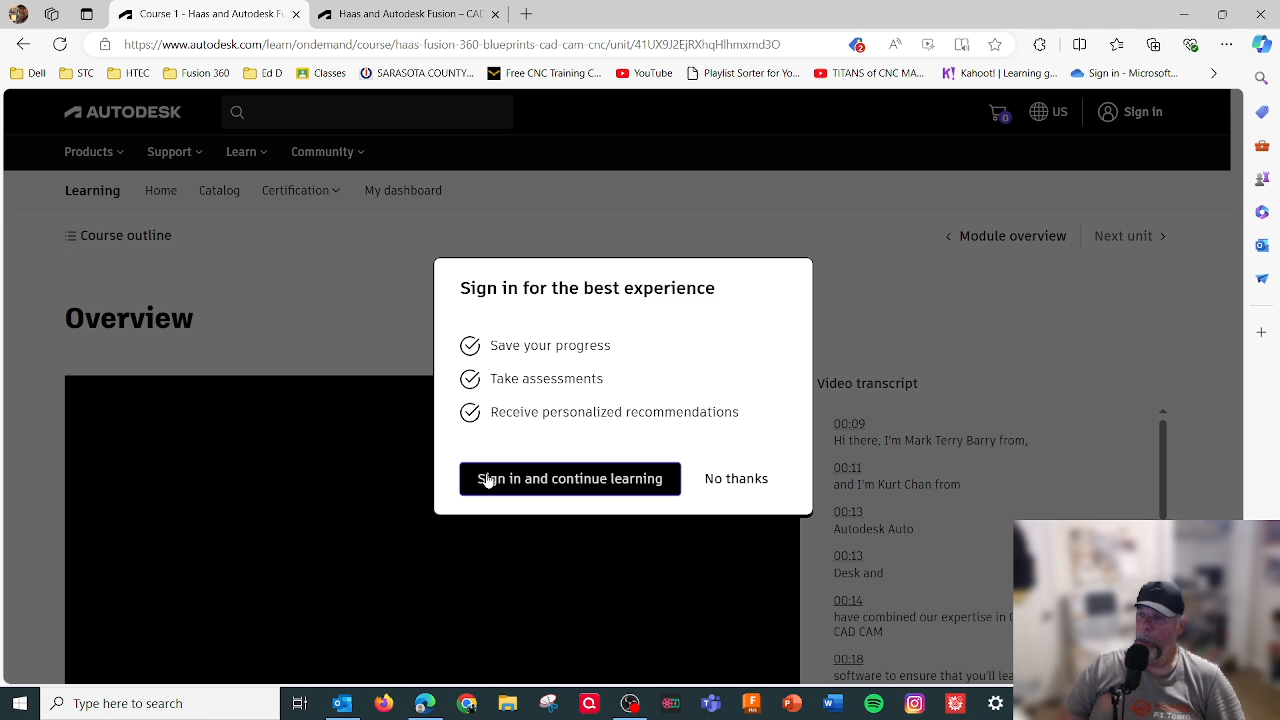 Course 1 - Haas and Autodesk Fu
Haas and Autodesk Fusion – CAD
https://www.autodesk.com/learn/ondemand/course/haas-fusion-360-blueprints-cad-cam-cnc/unit/41UX9J2EjRXhqHlhmxmd3O
2
Dell
STC
HTEC
Fusion 360
Ed D
Classes
SARASOTA COUNTY...
Free CNC Training C...
YouTube
Playlist Sorter for Yo...
TITANS of CNC MA...
Kahoot! | Learning g...
Sign in - Microsoft...
AUTODESK
0
US
Sign in
Products
Support
Learn
Community
Learning
Home
Catalog
Certification
My dashboard
Course outline
Module overview
Next unit
Overview
Sign in for the best experience
Save your progress
Take assessments
Receive personalized recommendations
Sign in and continue learning
No thanks
Video transcript
00:09
Hi there, I'm Mark Terry Barry from,
00:11
and I'm Kurt Chan from
00:13
Autodesk Auto
00:13
Desk and
00:14
have combined our expertise in
CAD CAM
00:18
software to ensure that you'll
Type here to search